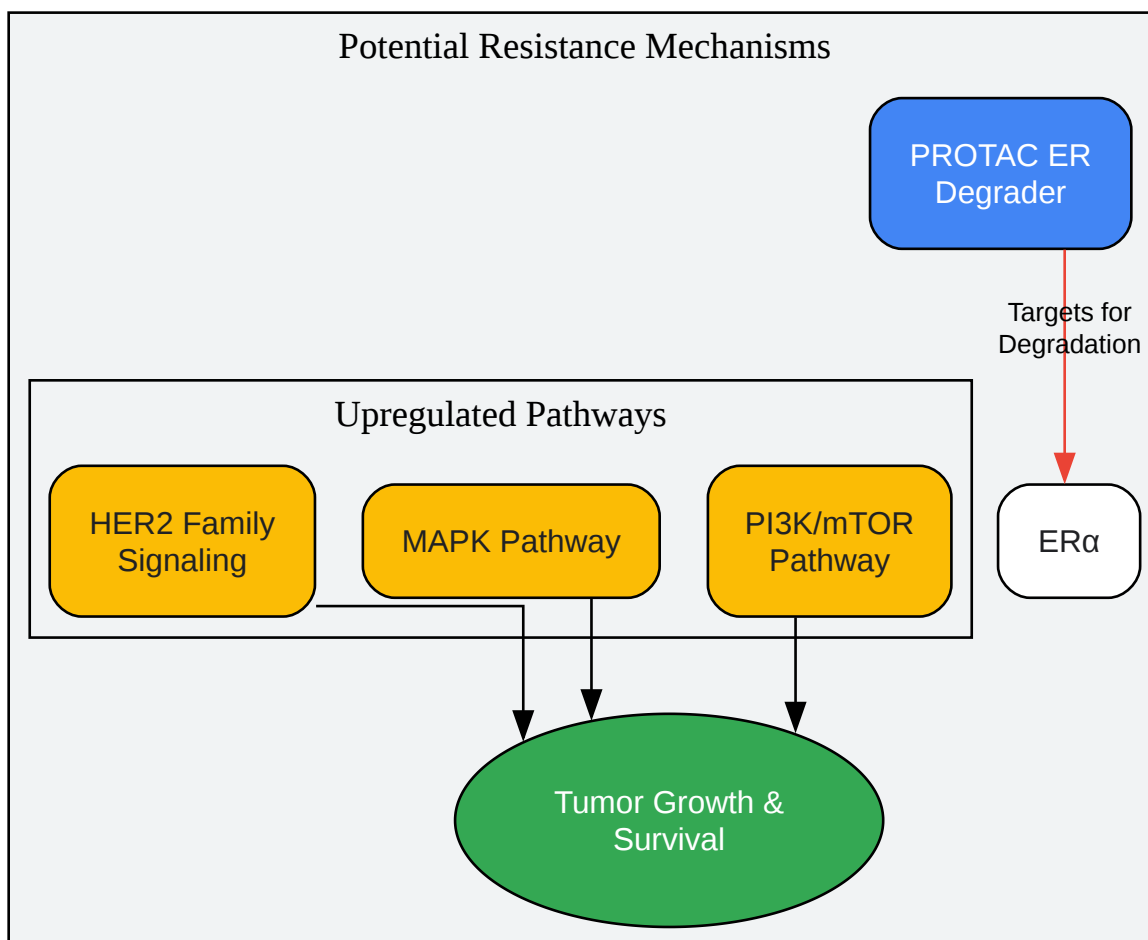 Potential Resistance Mechanisms
PROTAC ER
Degrader
Targets for
Degradation
Upregulated Pathways
HER2 Family
Signaling
MAPK Pathway
PI3K/mTOR
Pathway
ERα
Tumor Growth &
Survival